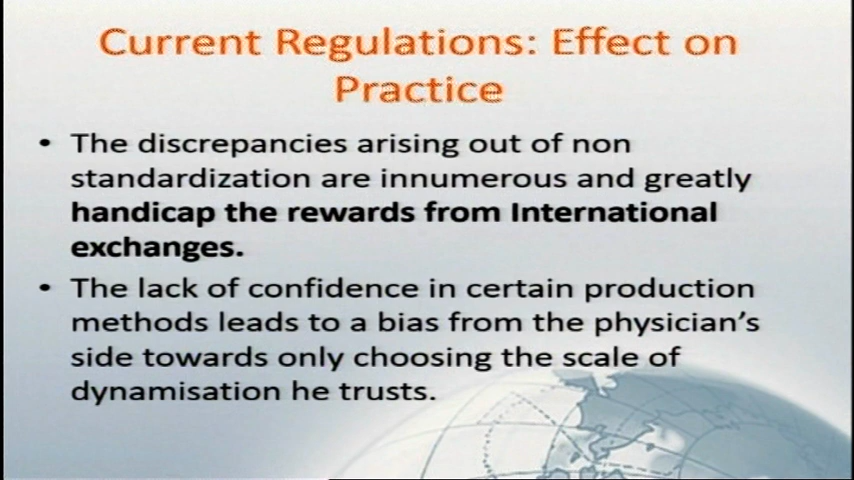 Current Regulations: Effect on
Practice
• The discrepancies arising out of non
standardization are innumerous and greatly
handicap the rewards from International
exchanges.
• The lack of confidence in certain production
methods leads to a bias from the physician's
side towards only choosing the scale of
dynamisation he trusts.